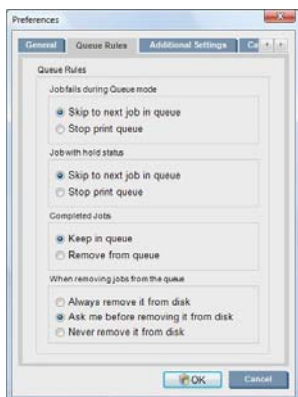 Preferences
General Queue Rules Additional Settings Ca
Queue Rules
Job fails during Queue mode
Skip to next job in queue
Stop print queue
Job with hold status
Skip to next job in queue
Stop print queue
Completed Jobs
Keep in queue
Remove from queue
When removing jobs from the queue
Always remove it from disk
Ask me before removing it from disk
Never remove it from disk
OK Cancel